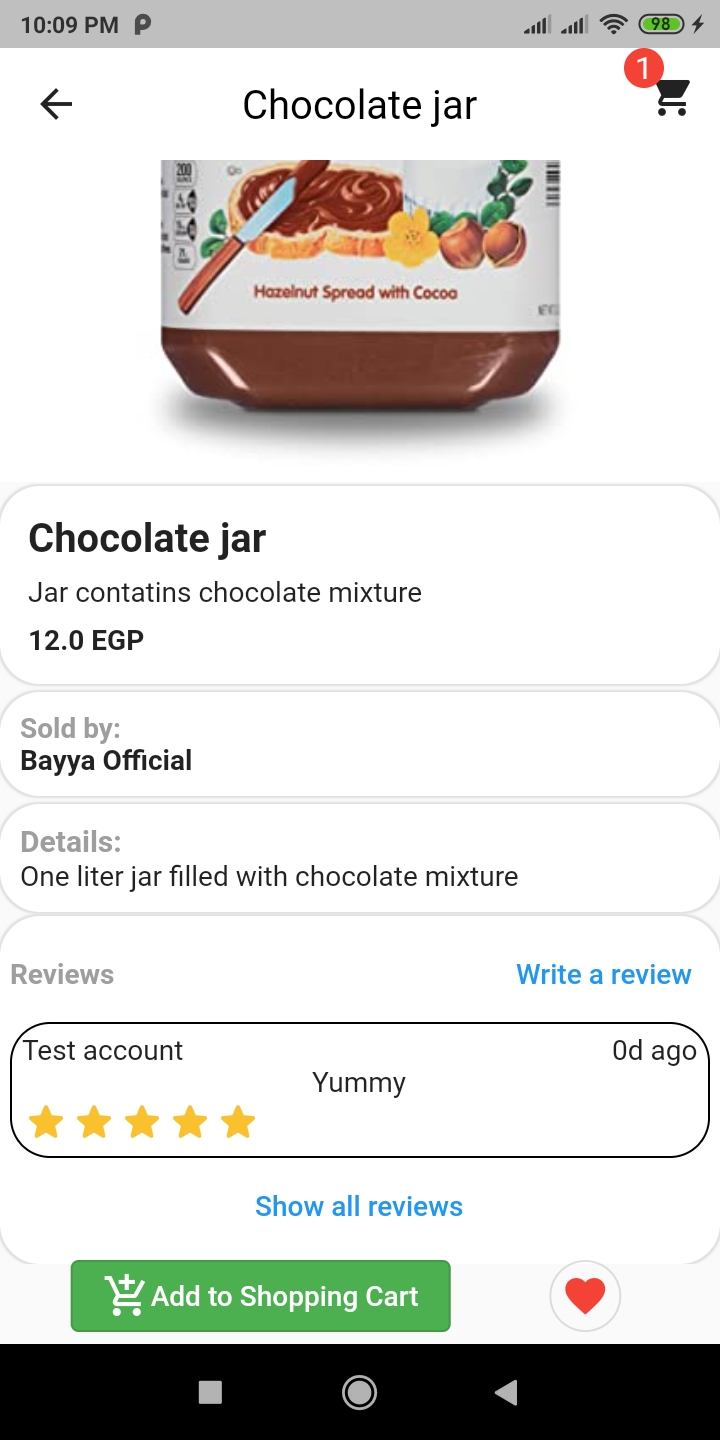 10:09 PM
98
Chocolate jar
1
200
Hazelnut Spread with Cocoa
Chocolate jar
Jar contatins chocolate mixture
12.0 EGP
Sold by:
Bayya Official
Details:
One liter jar filled with chocolate mixture
Reviews
Write a review
Test account
0d ago
Yummy
Show all reviews
Add to Shopping Cart